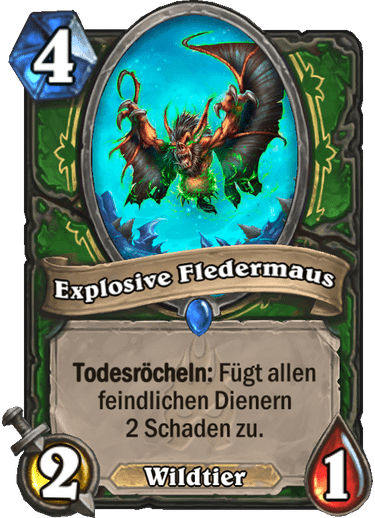 4
Explosive Fledermaus
Todesröcheln: Fügt allen
feindlichen Dienern
2 Schaden zu.
2
Wildtier
1